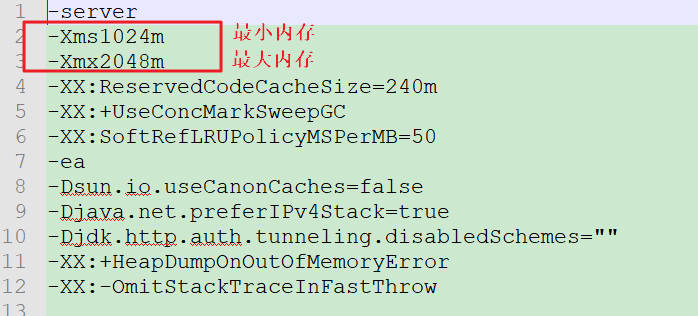 1 -server
2 -Xms1024m 最小内存
3 -Xmx2048m 最大内存
4 -XX:ReservedCodeCacheSize=240m
5 -XX:+UseConcMarkSweepGC
6 -XX:SoftRefLRUPolicyMSPerMB=50
7 -ea
8 -Dsun.io.useCanonCaches=false
9 -Djava.net.preferIPv4Stack=true
10 -Djdk.http.auth.tunneling.disabledSchemes=""
11 -XX:+HeapDumpOnOutOfMemoryError
12 -XX:-OmitStackTraceInFastThrow
13